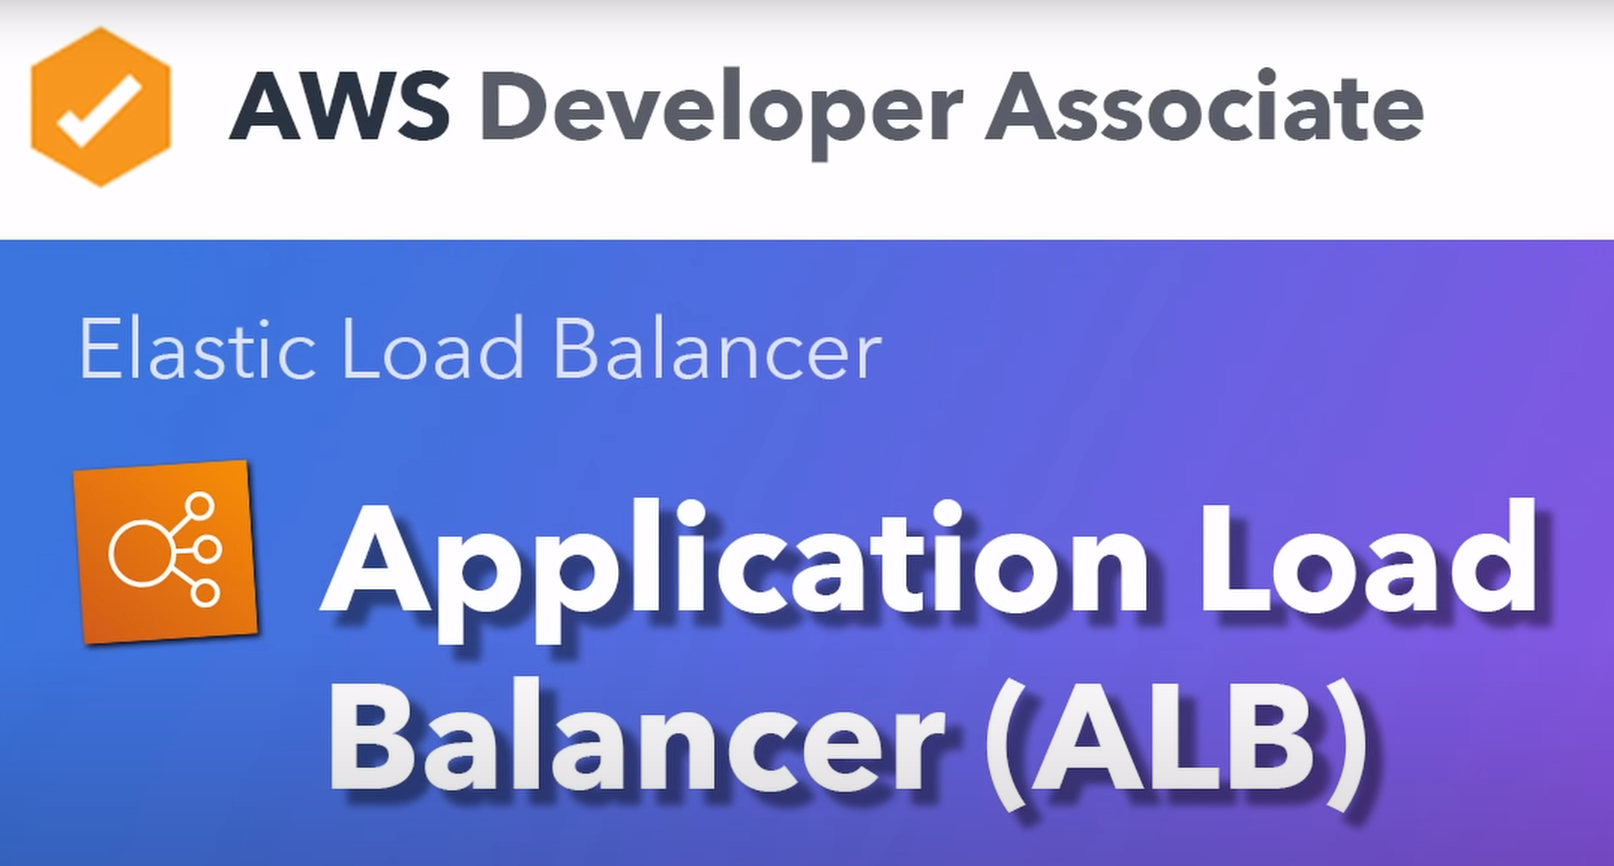 AWS Developer Associate
Elastic Load Balancer
Application Load
Balancer (ALB)